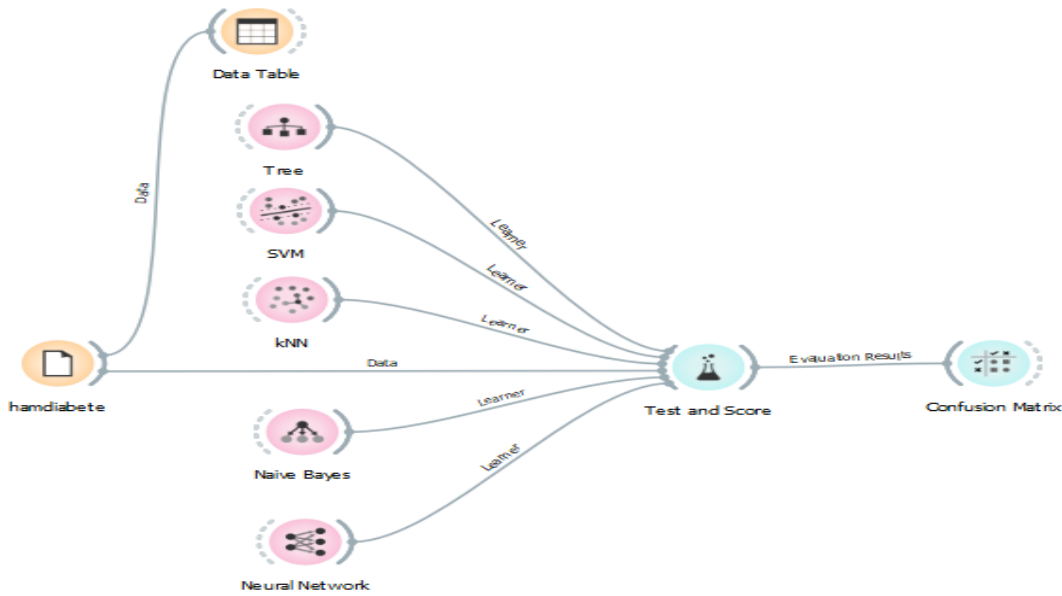 Data Table
Data
Tree
Learner
SVM
Learner
kNN
Learner
hamdiabete
Data
Test and Score
Evaluation Results
Confusion Matrix
Learner
Naive Bayes
Learner
Neural Network